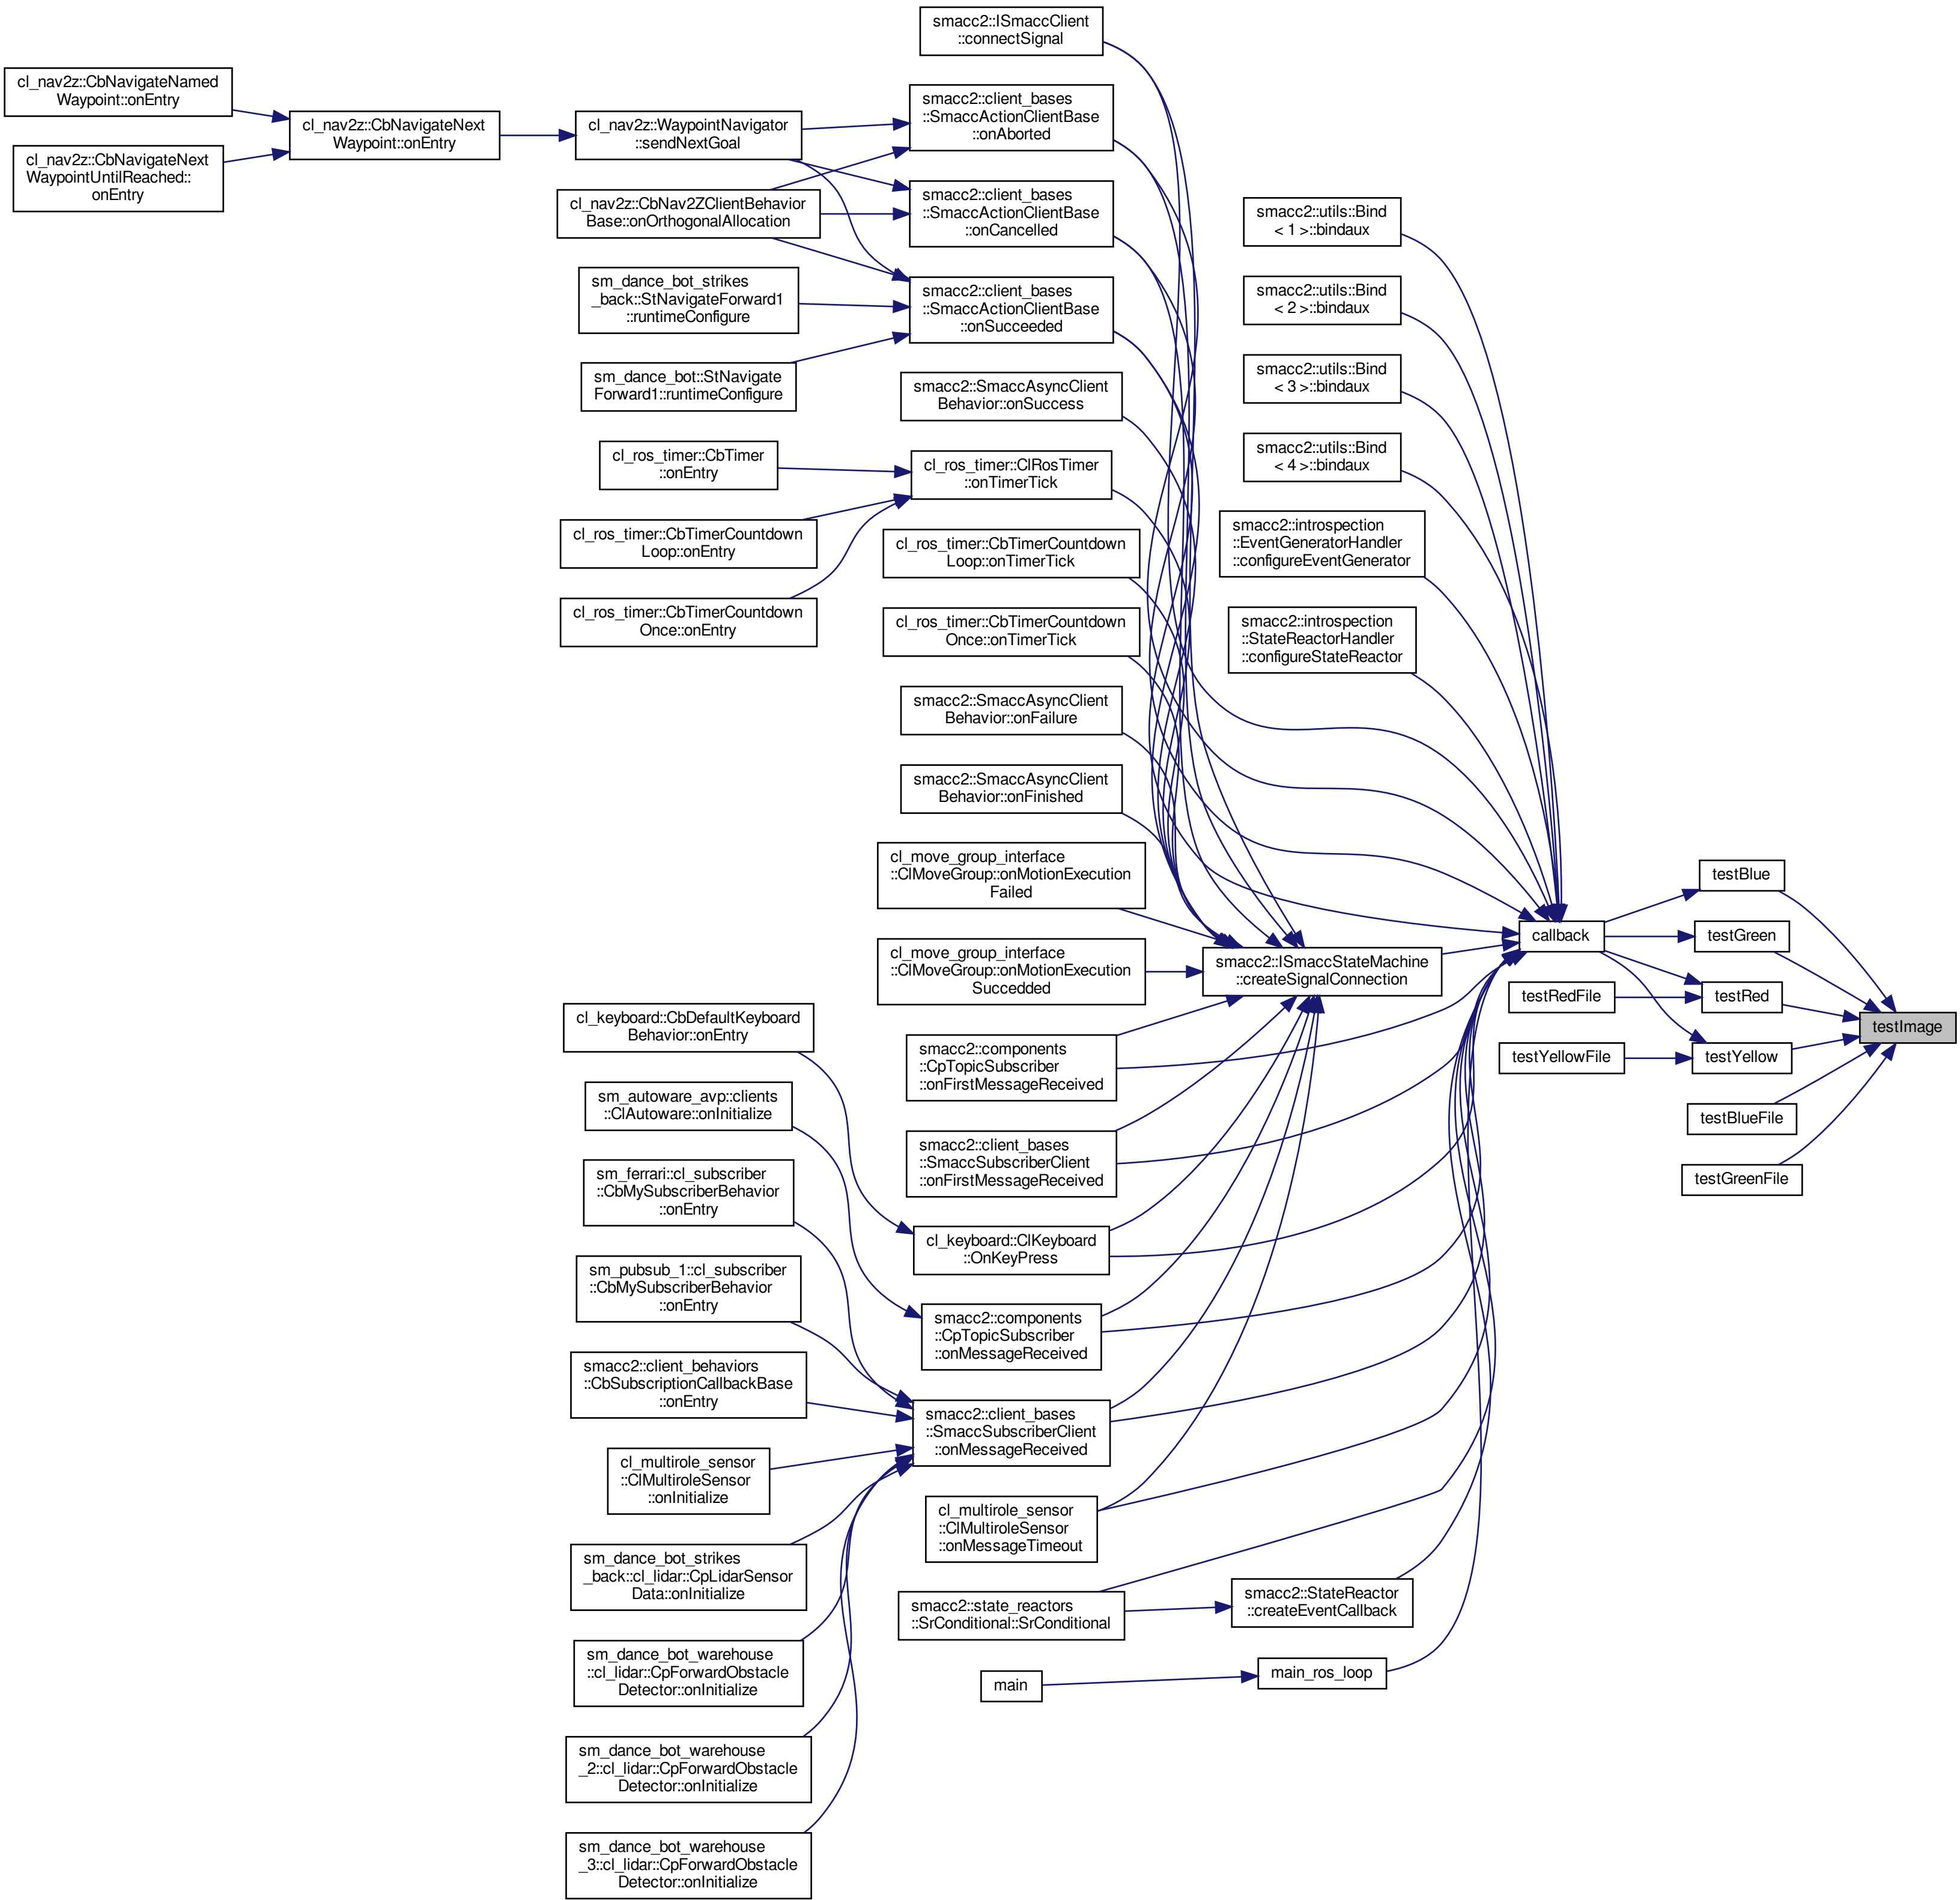 smacc2::ISmaccClient
::connectSignal
cl_nav2z::CbNavigateNamed
Waypoint::onEntry
cl_nav2z::CbNavigateNext
WaypointUntilReached::
onEntry
cl_nav2z::CbNavigateNext
Waypoint::onEntry
cl_nav2z::WaypointNavigator
::sendNextGoal
cl_nav2z::CbNav2ZClientBehavior
Base::onOrthogonalAllocation
sm_dance_bot_strikes
_back::StNavigateForward1
::runtimeConfigure
sm_dance_bot::StNavigate
Forward1::runtimeConfigure
cl_ros_timer::CbTimer
::onEntry
cl_ros_timer::CbTimerCountdown
Loop::onEntry
cl_ros_timer::CbTimerCountdown
Once::onEntry
cl_keyboard::CbDefaultKeyboard
Behavior::onEntry
sm_autoware_avp::clients
::ClAutoware::onInitialize
sm_ferrari::cl_subscriber
::CbMySubscriberBehavior
::onEntry
sm_pubsub_1::cl_subscriber
::CbMySubscriberBehavior
::onEntry
smacc2::client_behaviors
::CbSubscriptionCallbackBase
::onEntry
cl_multirole_sensor
::ClMultiroleSensor
::onInitialize
sm_dance_bot_strikes
_back::cl_lidar::CpLidarSensor
Data::onInitialize
sm_dance_bot_warehouse
::cl_lidar::CpForwardObstacle
Detector::onInitialize
sm_dance_bot_warehouse
_2::cl_lidar::CpForwardObstacle
Detector::onInitialize
sm_dance_bot_warehouse
_3::cl_lidar::CpForwardObstacle
Detector::onInitialize
smacc2::client_bases
::SmaccActionClientBase
::onAborted
smacc2::client_bases
::SmaccActionClientBase
::onCancelled
smacc2::client_bases
::SmaccActionClientBase
::onSucceeded
smacc2::SmaccAsyncClient
Behavior::onSuccess
cl_ros_timer::ClRosTimer
::onTimerTick
cl_ros_timer::CbTimerCountdown
Loop::onTimerTick
cl_ros_timer::CbTimerCountdown
Once::onTimerTick
smacc2::SmaccAsyncClient
Behavior::onFailure
smacc2::SmaccAsyncClient
Behavior::onFinished
cl_move_group_interface
::ClMoveGroup::onMotionExecution
Failed
cl_move_group_interface
::ClMoveGroup::onMotionExecution
Succedded
smacc2::components
::CpTopicSubscriber
::onFirstMessageReceived
smacc2::client_bases
::SmaccSubscriberClient
::onFirstMessageReceived
cl_keyboard::ClKeyboard
::OnKeyPress
smacc2::components
::CpTopicSubscriber
::onMessageReceived
smacc2::client_bases
::SmaccSubscriberClient
::onMessageReceived
cl_multirole_sensor
::ClMultiroleSensor
::onMessageTimeout
smacc2::state_reactors
::SrConditional::SrConditional
main
smacc2::utils::Bind
< 1 >::bindaux
smacc2::utils::Bind
< 2 >::bindaux
smacc2::utils::Bind
< 3 >::bindaux
smacc2::utils::Bind
< 4 >::bindaux
smacc2::introspection
::EventGeneratorHandler
::configureEventGenerator
smacc2::introspection
::StateReactorHandler
::configureStateReactor
smacc2::ISmaccStateMachine
::createSignalConnection
smacc2::StateReactor
::createEventCallback
main_ros_loop
callback
testRedFile
testYellowFile
testBlue
testGreen
testRed
testYellow
testBlueFile
testGreenFile
testImage